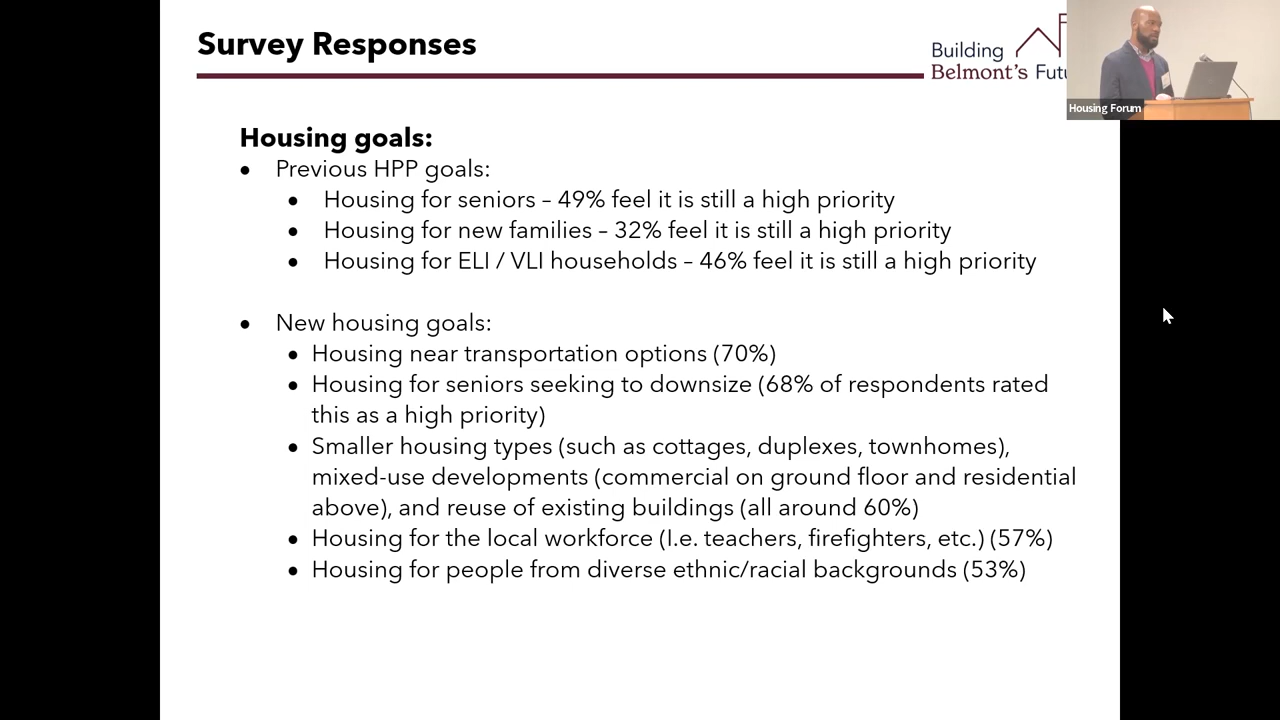 Survey Responses
Building
Belmont's Futu
Housing Forum
Housing goals:
• Previous HPP goals:
• Housing for seniors – 49% feel it is still a high priority
• Housing for new families – 32% feel it is still a high priority
• Housing for ELI / VLI households – 46% feel it is still a high priority
• New housing goals:
• Housing near transportation options (70%)
• Housing for seniors seeking to downsize (68% of respondents rated
this as a high priority)
• Smaller housing types (such as cottages, duplexes, townhomes),
mixed-use developments (commercial on ground floor and residential
above), and reuse of existing buildings (all around 60%)
• Housing for the local workforce (I.e. teachers, firefighters, etc.) (57%)
• Housing for people from diverse ethnic/racial backgrounds (53%)